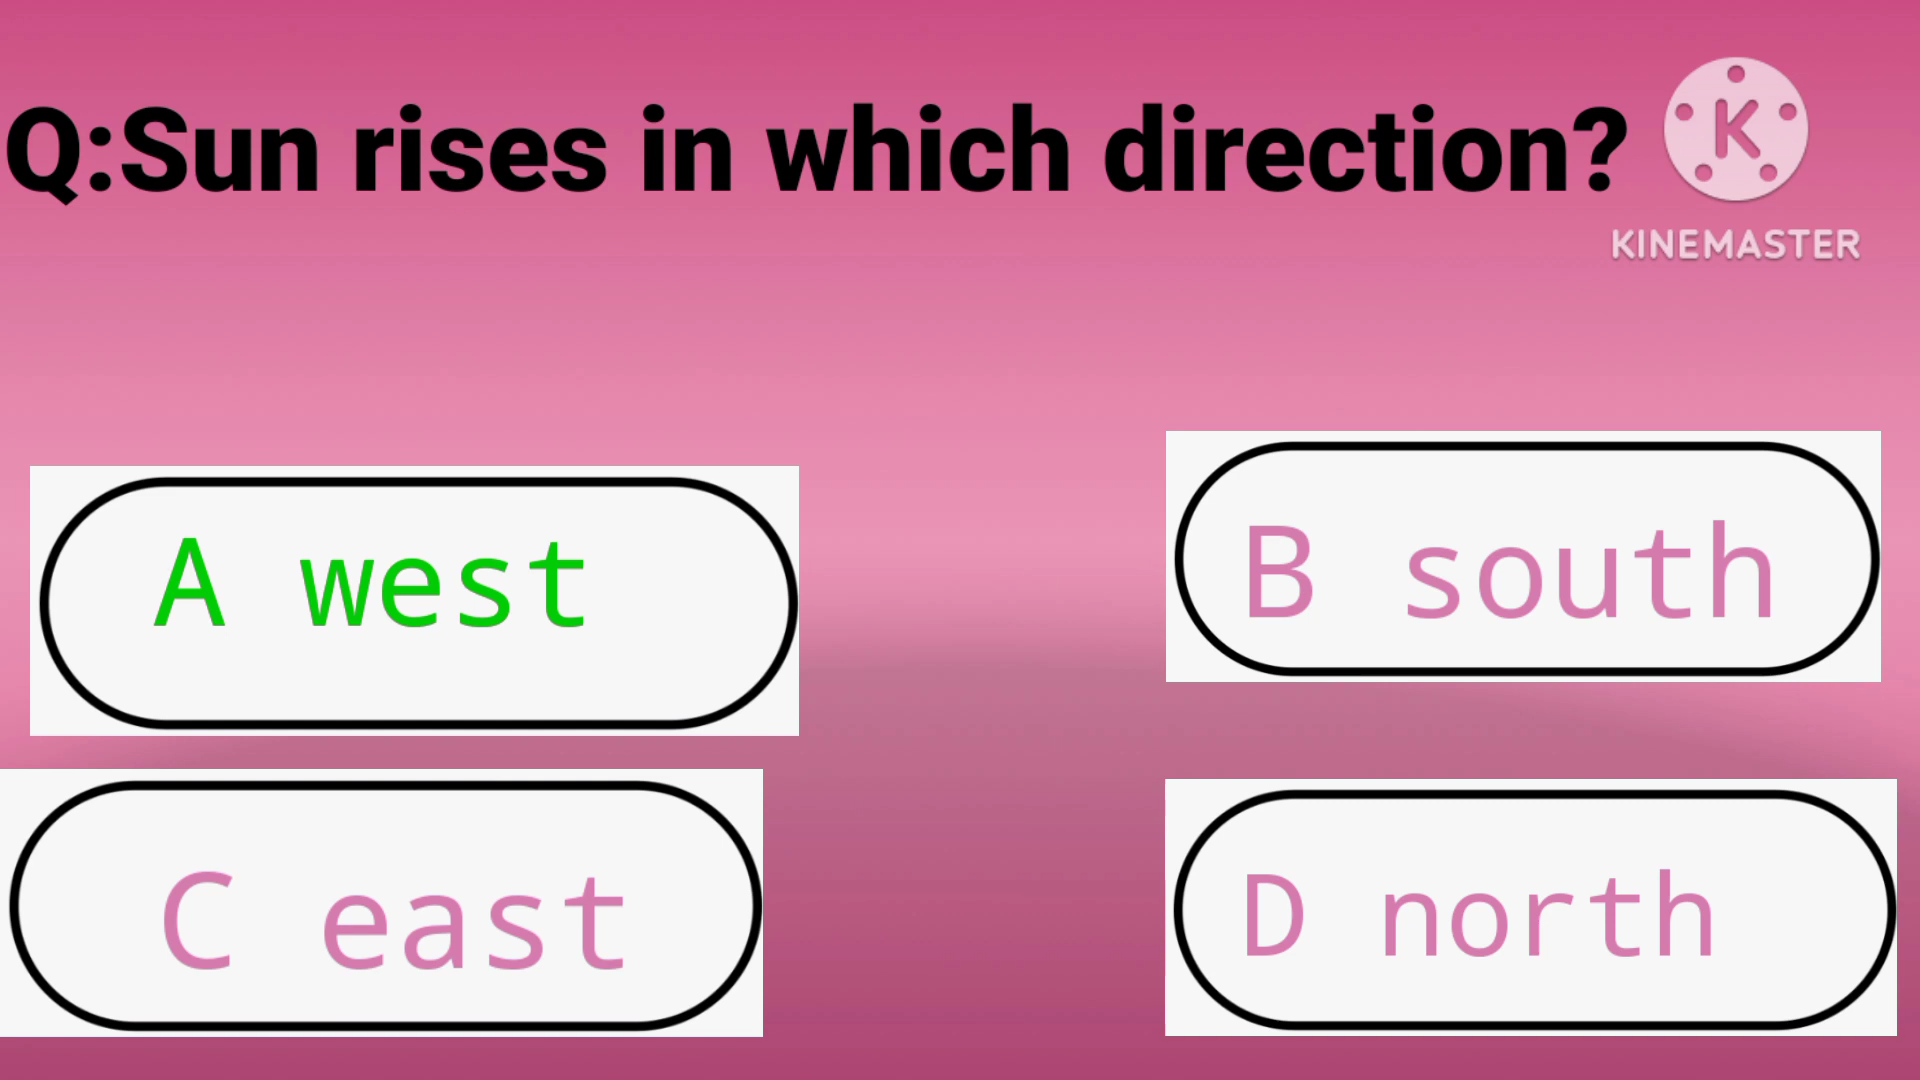 Q:Sun rises in which direction?
K
KINEMASTER
A west
B south
C east
D north